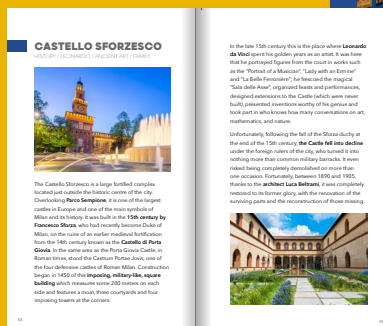 CASTELLO SFORZESCO
HISTORY / LEONARDO / ANCIENT ART / FAMILY
The Castello Sforzesco is a large fortified complex
located just outside the historic centre of the city.
Overlooking Parco Sempione, it is one of the largest
castles in Europe and one of the main symbols of
Milan and its history. It was built in the 15th century by
Francesco Sforza, who had recently become Duke of
Milan, on the ruins of an earlier medieval fortification
from the 14th century known as the Castello di Porta
Giovia. In the same area as the Porta Giovia Castle, in
Roman times, stood the Castrum Portae Jovis, one of
the four defensive castles of Roman Milan. Construction
began in 1450 of this imposing, military-like, square
building which measures some 200 meters on each
side and features a moat, three courtyards and four
imposing towers at the corners.
In the late 15th century this is the place where Leonardo
da Vinci spent his golden years as an artist. It was here
that he portrayed figures from the court in works such
as the "Portrait of a Musician", "Lady with an Ermine"
and "La Belle Ferronière"; he frescoed the magical
"Sala delle Asse", organized feasts and performances,
designed extensions to the Castle (which were never
built), presented inventions worthy of his genius and
took part in who knows how many conversations on art,
mathematics, and nature.
Unfortunately, following the fall of the Sforza duchy at
the end of the 15th century, the Castle fell into decline
under the foreign rulers of the city, who turned it into
nothing more than common military barracks. It even
risked being completely demolished on more than
one occasion. Fortunately, between 1890 and 1905,
thanks to the architect Luca Beltrami, it was completely
restored to its former glory, with the renovation of the
surviving parts and the reconstruction of those missing.